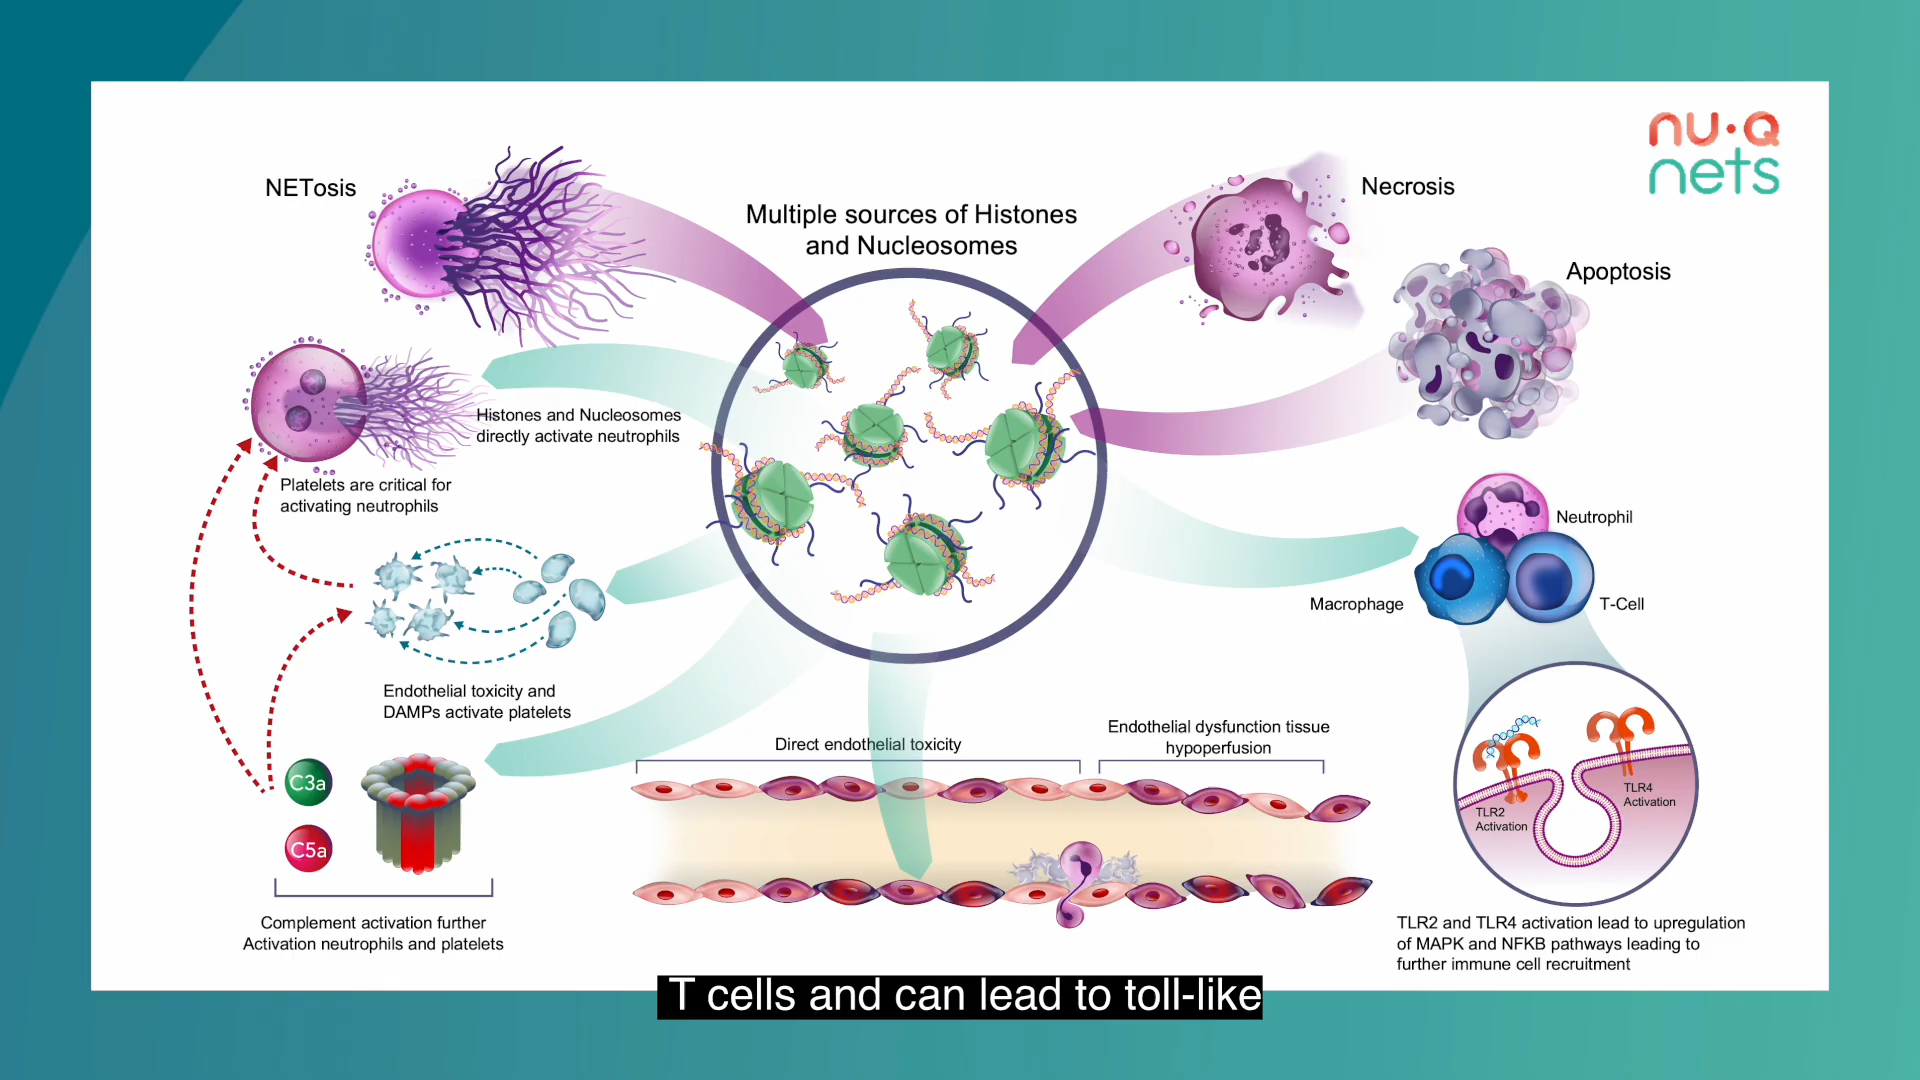 nu.Q
nets
NETosis
Multiple sources of Histones
and Nucleosomes
Necrosis
Apoptosis
Histones and Nucleosomes
directly activate neutrophils
Platelets are critical for
activating neutrophils
Neutrophil
Macrophage
T-Cell
Endothelial toxicity and
DAMPs activate platelets
Direct endothelial toxicity
Endothelial dysfunction tissue
hypoperfusion
C3a
C5a
TLR2
Activation
TLR4
Activation
Complement activation further
Activation neutrophils and platelets
TLR2 and TLR4 activation lead to upregulation
of MAPK and NFKB pathways leading to
further immune cell recruitment
T cells and can lead to toll-like